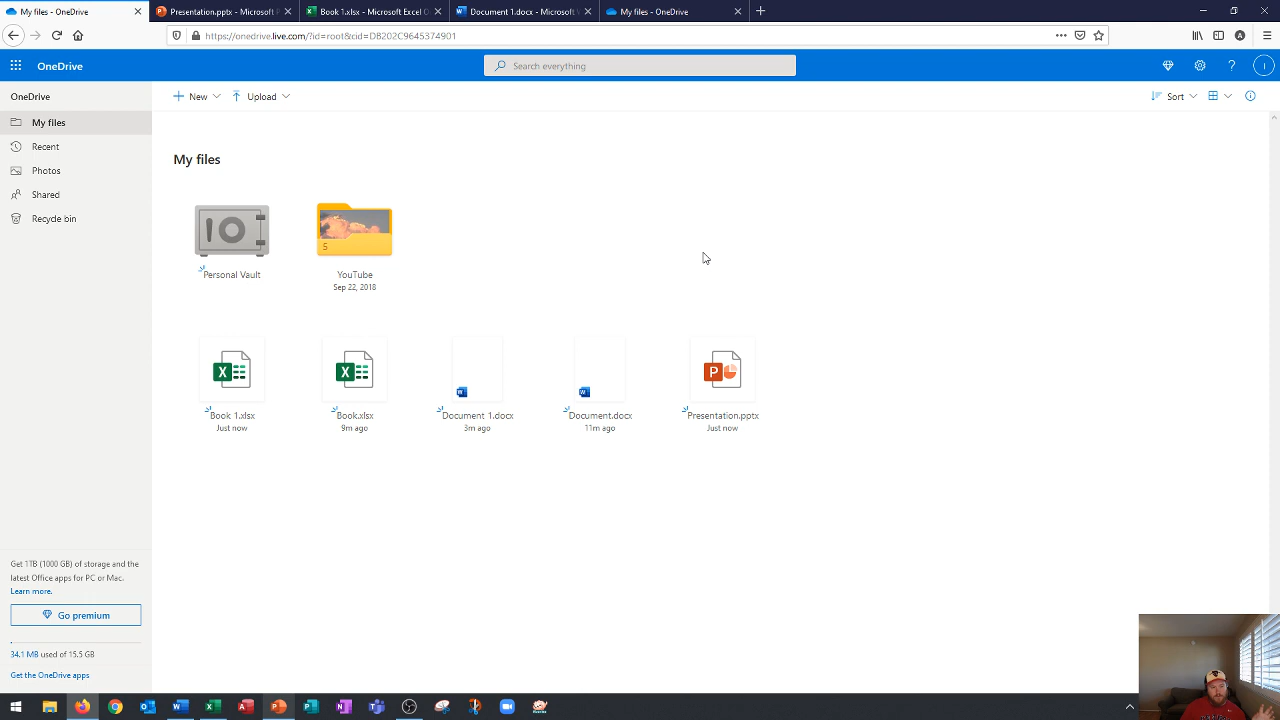 My files - OneDrive
Presentation.pptx - Microsoft P
Book 1.xlsx - Microsoft Excel O
Document 1.docx - Microsoft W
My files - OneDrive
https://onedrive.live.com/?id=root&cid=DB202C9645374901
OneDrive
Search everything
OneDrive
New
Upload
Sort
My files
Recent
Photos
Shared
Recycle bin
My files
Personal Vault
5
YouTube
Sep 22, 2018
Book 1.xlsx
Just now
Book.xlsx
9m ago
Document 1.docx
3m ago
Document.docx
11m ago
Presentation.pptx
Just now
Get 1TB (1000 GB) of storage and the
latest Office apps for PC or Mac.
Learn more.
Go premium
34.1 MB used of 15.5 GB
Get the OneDrive apps